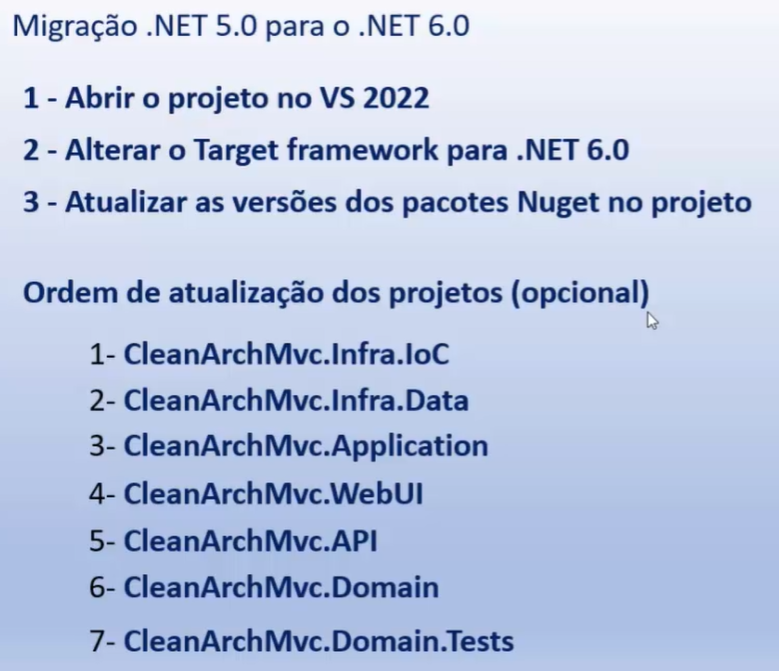 Migração .NET 5.0 para o .NET 6.0
1 - Abrir o projeto no VS 2022
2 - Alterar o Target framework para .NET 6.0
3 - Atualizar as versões dos pacotes Nuget no projeto
Ordem de atualização dos projetos (opcional)
1- CleanArchMvc.Infra.IoC
2- CleanArchMvc.Infra.Data
3- CleanArchMvc.Application
4- CleanArchMvc.WebUI
5- CleanArchMvc.API
6- CleanArchMvc.Domain
7- CleanArchMvc.Domain.Tests